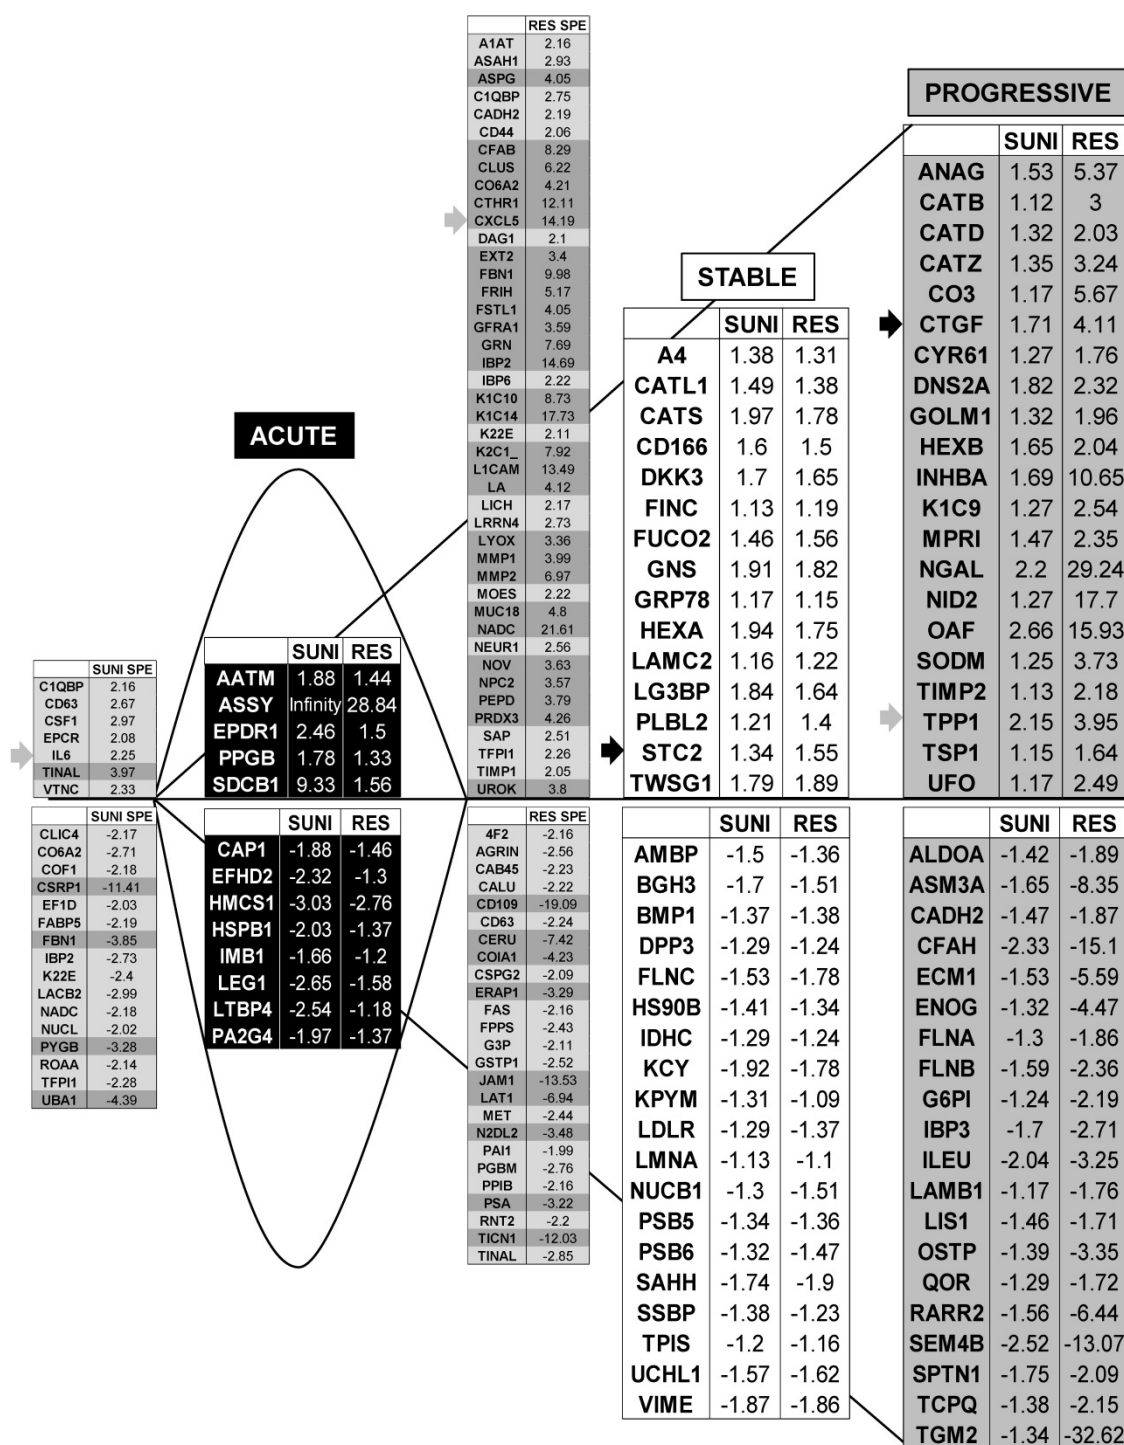 RES SPE
A1AT 2.16
ASAH1 2.93
ASPG 4.05
C1QBP 2.75
CADH2 2.19
CD44 2.06
CFAB 8.29
CLUS 6.22
CO6A2 4.21
CTHR1 12.11
CXCL5 14.19
DAG1 2.1
EXT2 3.4
FBN1 9.98
FRIH 5.17
FSTL1 4.05
GFRA1 3.59
GRN 7.69
IBP2 14.69
IBP6 2.22
K1C10 8.73
K1C14 17.73
K22E 2.11
K2C1_ 7.92
L1CAM 13.49
LA 4.12
LICH 2.17
LRRN4 2.73
LYOX 3.36
MMP1 3.99
MMP2 6.97
MOES 2.22
MUC18 4.8
NADC 21.61
NEUR1 2.56
NOV 3.63
NPC2 3.57
PEPD 3.79
PRDX3 4.26
SAP 2.51
TFPI1 2.26
TIMP1 2.05
UROK 3.8
PROGRESSIVE
SUNI RES
ANAG 1.53 5.37
CATB 1.12 3
CATD 1.32 2.03
CATZ 1.35 3.24
CO3 1.17 5.67
CTGF 1.71 4.11
CYR61 1.27 1.76
DNS2A 1.82 2.32
GOLM1 1.32 1.96
HEXB 1.65 2.04
INHBA 1.69 10.65
K1C9 1.27 2.54
MPRI 1.47 2.35
NGAL 2.2 29.24
NID2 1.27 17.7
OAF 2.66 15.93
SODM 1.25 3.73
TIMP2 1.13 2.18
TPP1 2.15 3.95
TSP1 1.15 1.64
UFO 1.17 2.49
STABLE
SUNI RES
A4 1.38 1.31
CATL1 1.49 1.38
CATS 1.97 1.78
CD166 1.6 1.5
DKK3 1.7 1.65
FINC 1.13 1.19
FUCO2 1.46 1.56
GNS 1.91 1.82
GRP78 1.17 1.15
HEXA 1.94 1.75
LAMC2 1.16 1.22
LG3BP 1.78 1.64
PLBL2 1.21 1.4
STC2 1.34 1.55
TWSG1 1.79 1.89
ACUTE
SUNI RES
AATM 1.88 1.44
ASSY Infinity 28.84
EPDR1 2.46 1.5
PPGB 1.78 1.33
SDCB1 9.33 1.56
SUNI SPE
C1QBP 2.16
CD63 2.67
CSF1 2.97
EPCR 2.08
IL6 2.25
TINAL 3.97
VTNC 2.33
SUNI SPE
CLIC4 -2.17
CO6A2 -2.71
COF1 -2.18
CSRP1 -11.41
EF1D -2.03
FABP5 -2.19
FBN1 -3.85
IBP2 -2.73
K22E -2.4
LACB2 -2.99
NADC -2.18
NUCL -2.02
PYGB -3.28
ROAA -2.14
TFPI1 -2.28
UBA1 -4.39
SUNI RES
CAP1 -1.88 -1.46
EFHD2 -2.32 -1.3
HMCS1 -3.03 -2.76
HSPB1 -2.03 -1.37
IMB1 -1.66 -1.2
LEG1 -2.65 -1.58
LTBP4 -2.54 -1.18
PA2G4 -1.97 -1.37
RES SPE
4F2 -2.16
AGRIN -2.56
CAB45 -2.23
CALU -2.22
CD109 -19.09
CD63 -2.24
CERU -7.42
COIA1 -4.23
CSPG2 -2.09
ERAP1 -3.29
FAS -2.16
FPPS -2.43
G3P -2.11
GSTP1 -2.52
JAM1 -13.53
LAT1 -6.94
MET -2.44
N2DL2 -3.48
PAI1 -1.99
PGBM -2.76
PPIB -2.16
PSA -3.22
RNT2 -2.2
TICN1 -12.03
TINAL -2.85
SUNI RES
AMBP -1.5 -1.36
BGH3 -1.7 -1.51
BMP1 -1.37 -1.38
DPP3 -1.29 -1.24
FLNC -1.53 -1.78
HS90B -1.41 -1.34
IDHC -1.29 -1.24
KCY -1.92 -1.78
KPYM -1.31 -1.09
LDLR -1.29 -1.37
LMNA -1.13 -1.1
NUCB1 -1.3 -1.51
PSB5 -1.34 -1.36
PSB6 -1.32 -1.47
SAHH -1.74 -1.9
SSBP -1.38 -1.23
TPIS -1.2 -1.16
UCHL1 -1.57 -1.62
VIME -1.87 -1.86
SUNI RES
ALDOA -1.42 -1.89
ASM3A -1.65 -8.35
CADH2 -1.47 -1.87
CFAH -2.33 -15.1
ECM1 -1.53 -5.59
ENOG -1.32 -4.47
FLNA -1.3 -1.86
FLNB -1.59 -2.36
G6PI -1.24 -2.19
IBP3 -1.7 -2.71
ILEU -2.04 -3.25
LAMB1 -1.17 -1.76
LIS1 -1.46 -1.71
OSTP -1.39 -3.35
QOR -1.29 -1.72
RARR2 -1.56 -6.44
SEM4B -2.52 -13.07
SPTN1 -1.75 -2.09
TCPQ -1.38 -2.15
TGM2 -1.34 -32.62